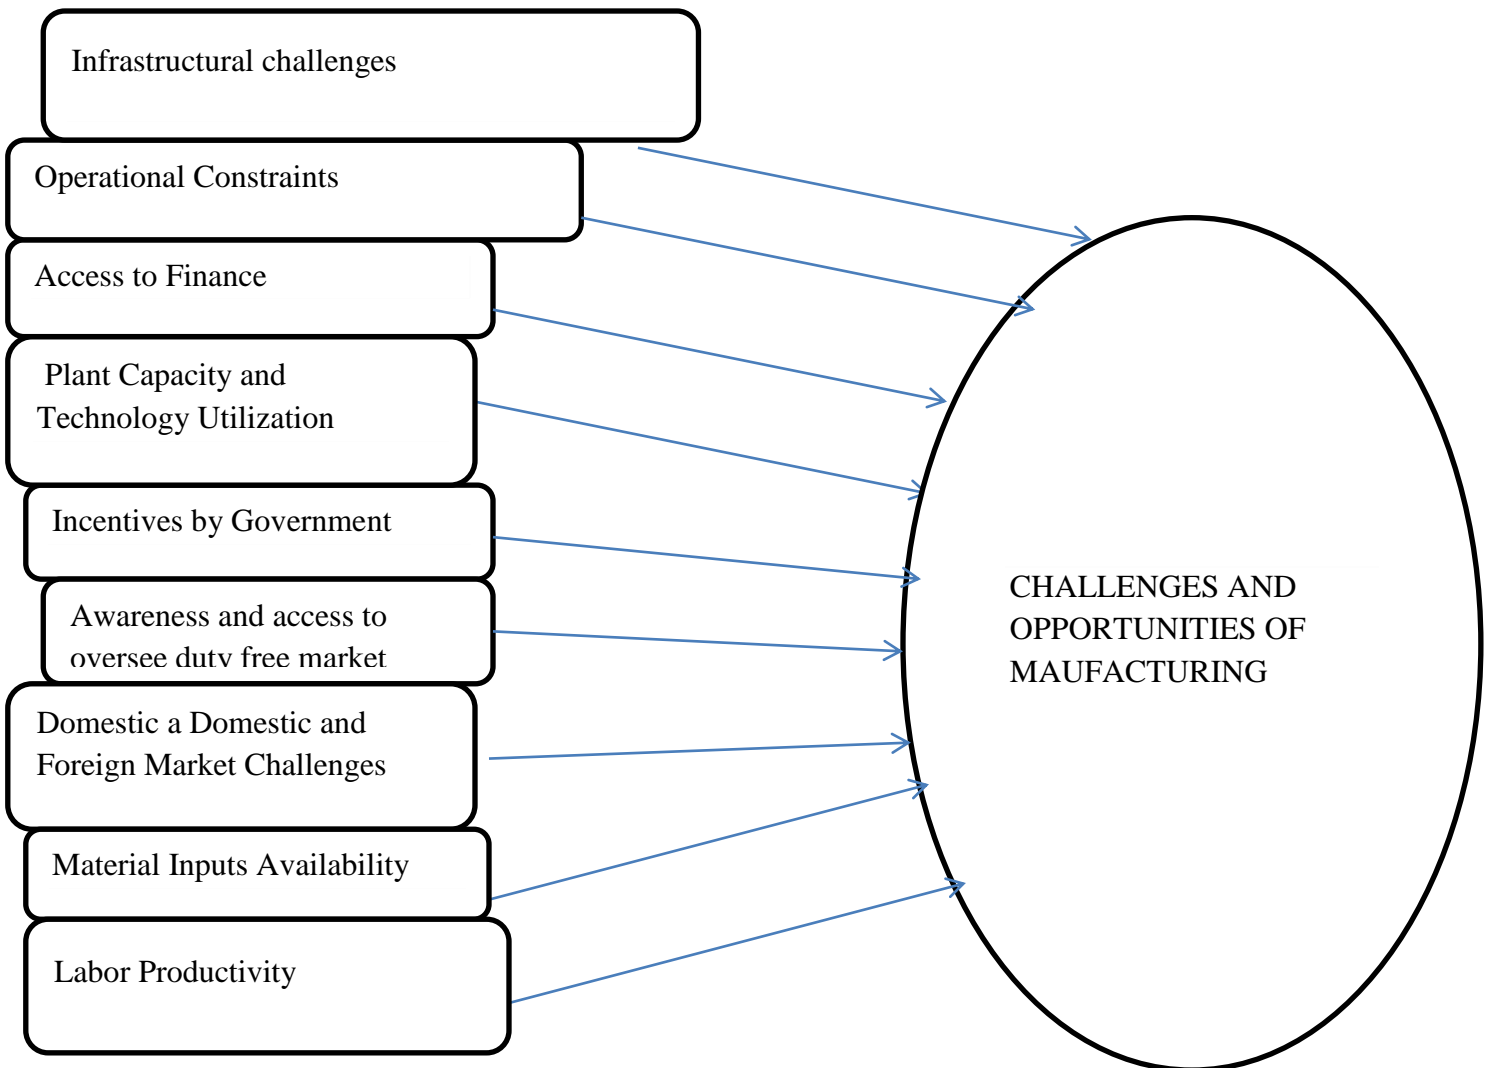 Infrastructural challenges
Operational Constraints
Access to Finance
Plant Capacity and
Technology Utilization
Incentives by Government
Awareness and access to
oversee duty free market
Domestic a Domestic and
Foreign Market Challenges
Material Inputs Availability
Labor Productivity
CHALLENGES AND
OPPORTUNITIES OF
MAUFACTURING